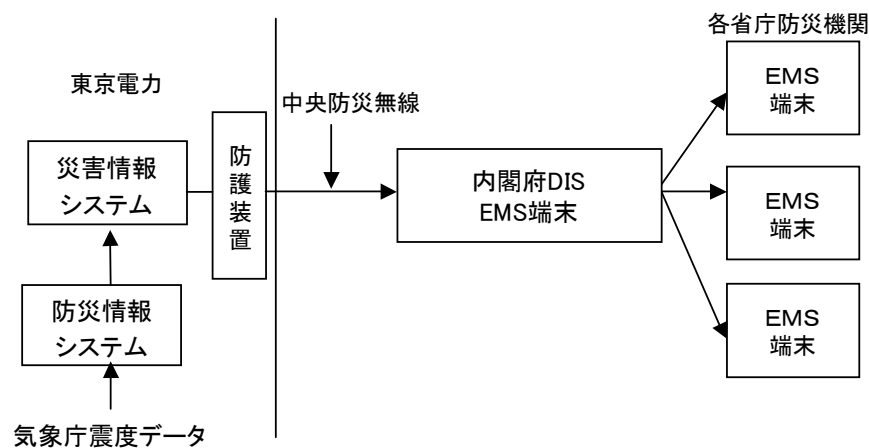 各省庁防災機関
東京電力
中央防災無線
災害情報
システム
防
護
装
置
内閣府DIS
EMS端末
EMS
端末
EMS
端末
EMS
端末
防災情報
システム
気象庁震度データ